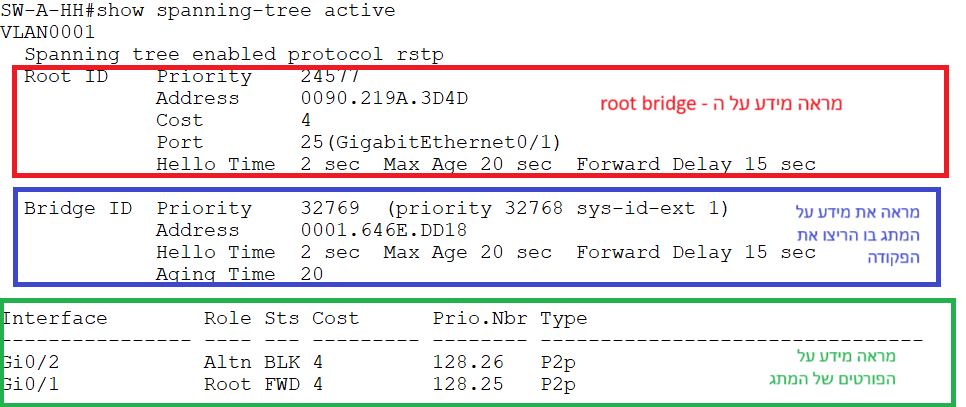 SW-A-HH#show spanning-tree active
VLAN0001
  Spanning tree enabled protocol rstp
  Root ID    Priority    24577
             Address     0090.219A.3D4D
             Cost        4
             Port        25(GigabitEthernet0/1)
             Hello Time  2 sec  Max Age 20 sec  Forward Delay 15 sec
מראה מידע על ה - root bridge
  Bridge ID  Priority    32769  (priority 32768 sys-id-ext 1)
             Address     0001.646E.DD18
             Hello Time  2 sec  Max Age 20 sec  Forward Delay 15 sec
             Aging Time  20
מראה את מידע על
המתג בו הריצו את
הפקודה
Interface        Role Sts Cost      Prio.Nbr Type
---------------- ---- --- --------- -------- --------------------------------
Gi0/2            Altn BLK 4         128.26   P2p
Gi0/1            Root FWD 4         128.25   P2p
מראה מידע על
הפורטים של המתג